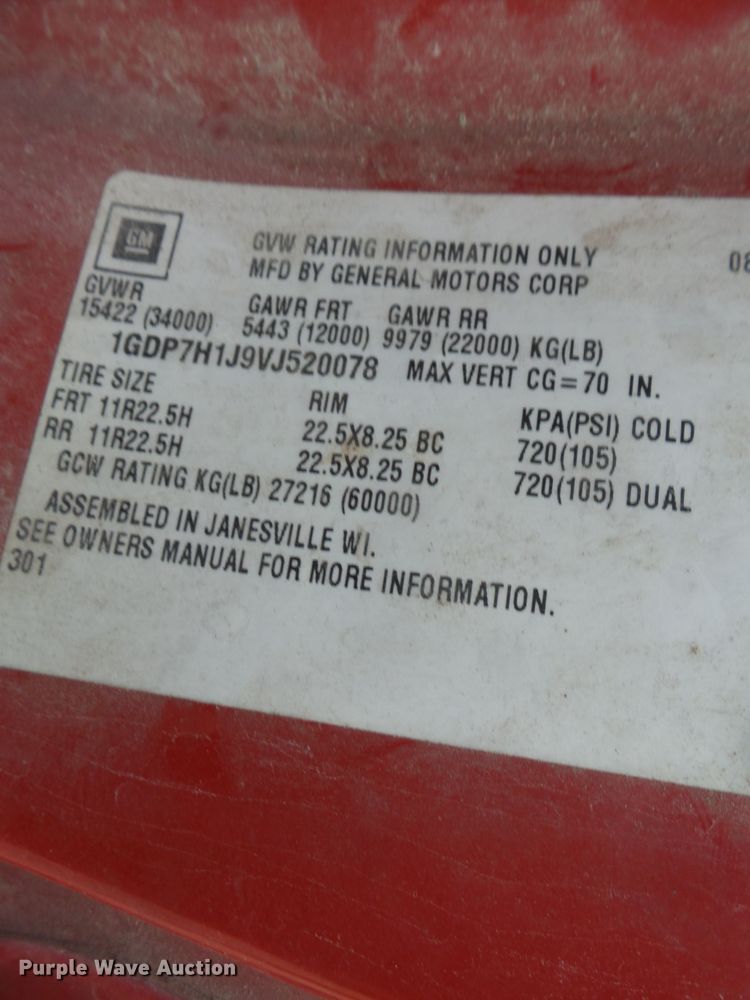 GM
GVW RATING INFORMATION ONLY
MFD BY GENERAL MOTORS CORP
GVWR GAWR FRT GAWR RR
15422 (34000) 5443 (12000) 9979 (22000) KG(LB)
1GDP7H1J9VJ520078 MAX VERT CG=70 IN.
TIRE SIZE RIM KPA(PSI) COLD
FRT 11R22.5H 22.5X8.25 BC 720(105)
RR 11R22.5H 22.5X8.25 BC 720(105) DUAL
GCW RATING KG(LB) 27216 (60000)
ASSEMBLED IN JANESVILLE WI.
SEE OWNERS MANUAL FOR MORE INFORMATION.
301
Purple Wave Auction